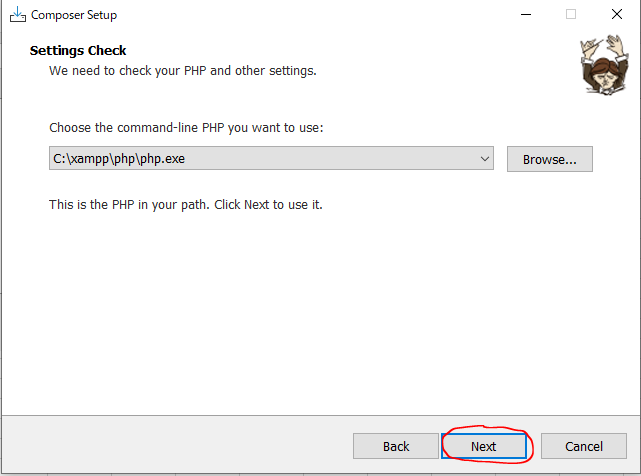 Composer Setup
Settings Check
We need to check your PHP and other settings.
Choose the command-line PHP you want to use:
C:\xampp\php\php.exe
Browse...
This is the PHP in your path. Click Next to use it.
Back
Next
Cancel